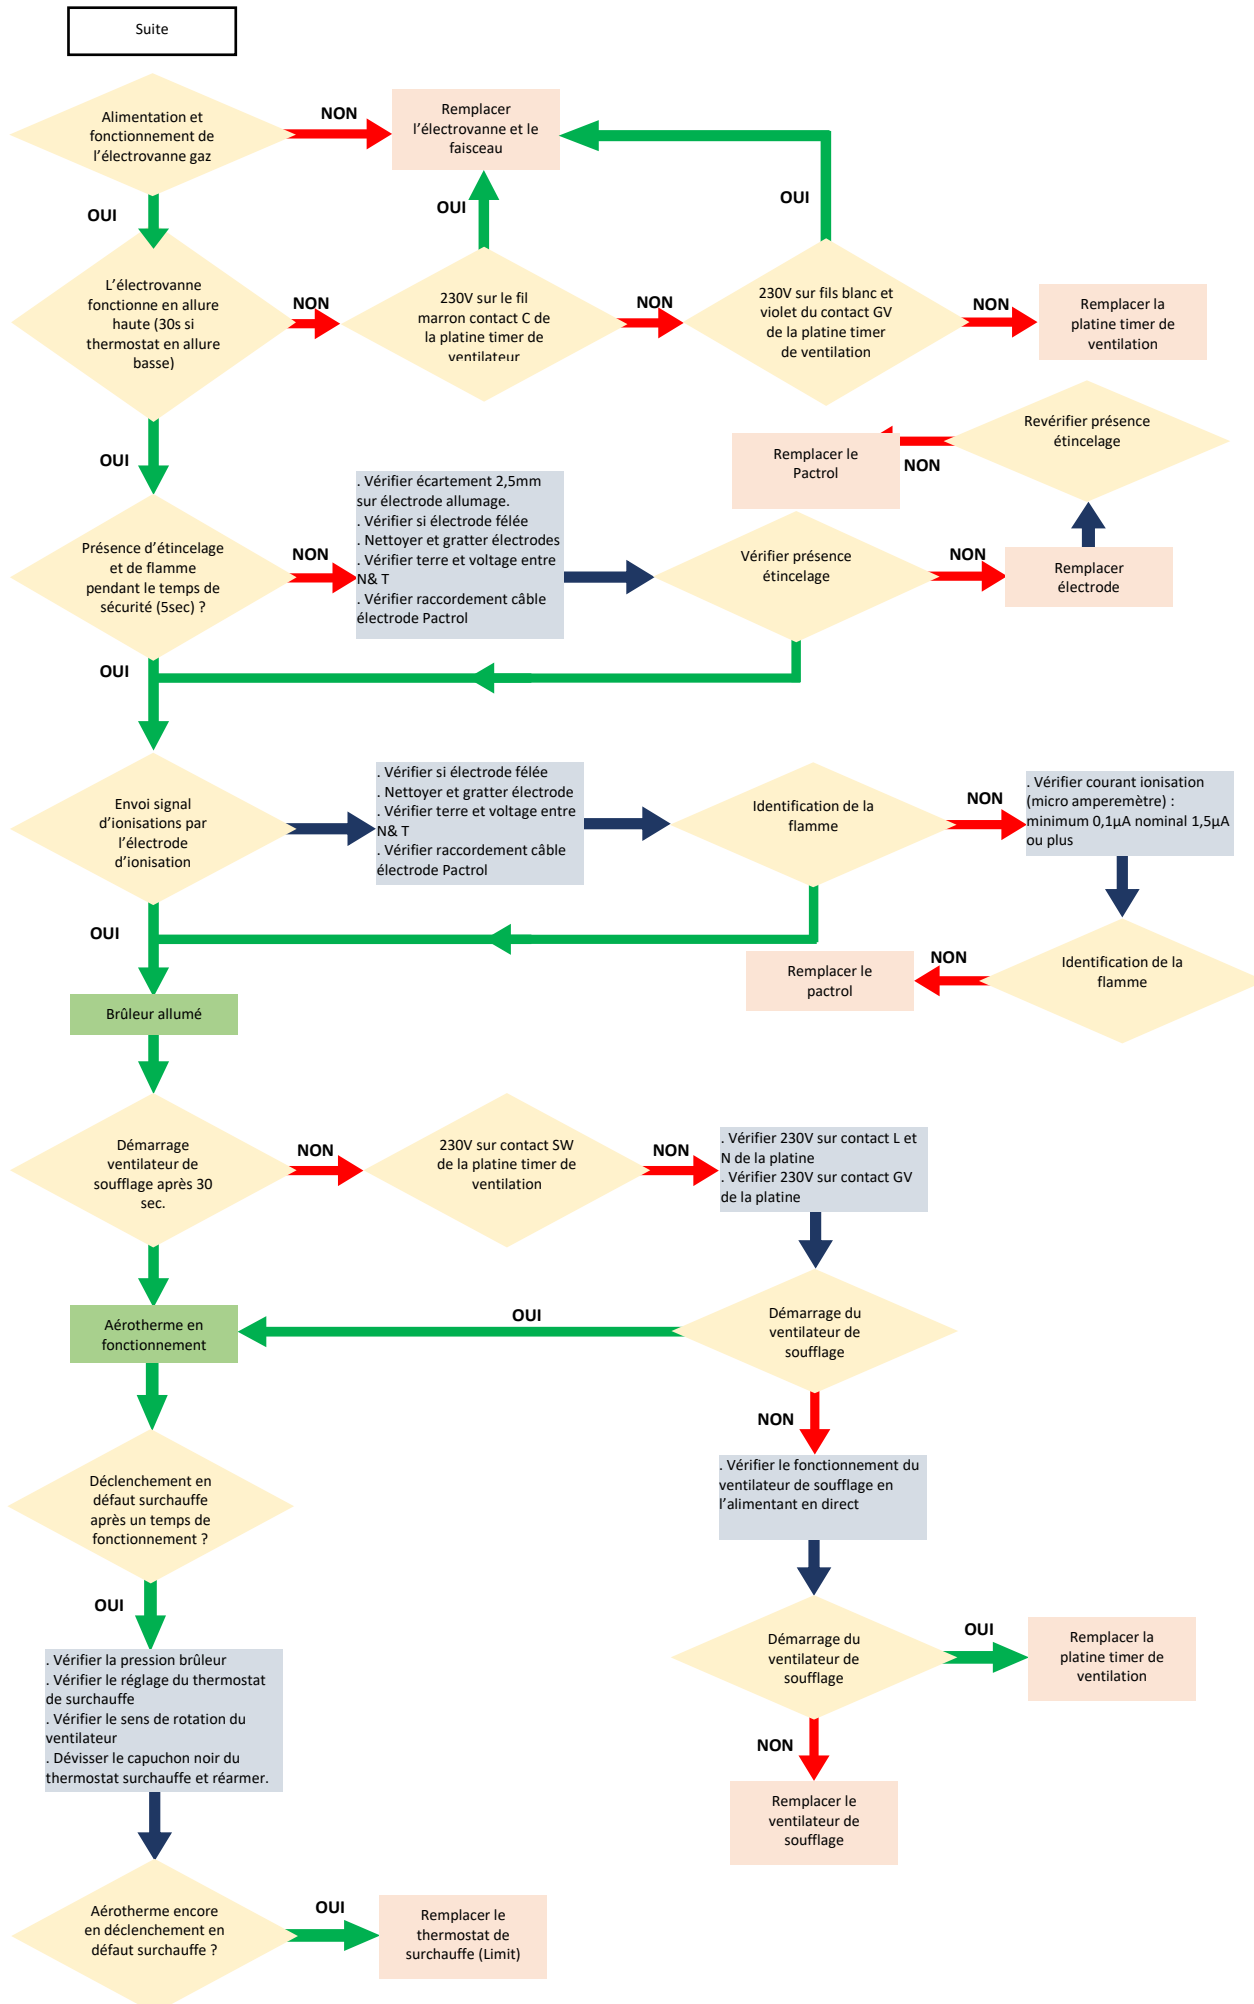 Suite
Alimentation et
fonctionnement de
l'électrovanne gaz
NON
Remplacer
l'électrovanne et le
faisceau
OUI
OUI
OUI
L'électrovanne
fonctionne en allure
haute (30s si
thermostat en allure
basse)
NON
230V sur le fil
marron contact C de
la platine timer de
ventilateur
NON
230V sur fils blanc et
violet du contact GV
de la platine timer
de ventilation
NON
Remplacer la
platine timer de
ventilation
OUI
Revérifier présence
étincelage
NON
Remplacer le
Pactrol
Présence d'étincelage
et de flamme
pendant le temps de
sécurité (5sec) ?
NON
. Vérifier écartement 2,5mm
sur électrode allumage.
. Vérifier si électrode félée
. Nettoyer et gratter électrodes
. Vérifier terre et voltage entre
N& T
. Vérifier raccordement câble
électrode Pactrol
Vérifier présence
étincelage
NON
Remplacer
électrode
OUI
Envoi signal
d'ionisations par
l'électrode
d'ionisation
. Vérifier si électrode félée
. Nettoyer et gratter électrode
. Vérifier terre et voltage entre
N& T
. Vérifier raccordement câble
électrode Pactrol
Identification de la
flamme
NON
. Vérifier courant ionisation
(micro amperemètre) :
minimum 0,1µA nominal 1,5µA
ou plus
OUI
Identification de la
flamme
NON
Remplacer le
pactrol
Brûleur allumé
Démarrage
ventilateur de
soufflage après 30
sec.
NON
230V sur contact SW
de la platine timer de
ventilation
NON
. Vérifier 230V sur contact L et
N de la platine
. Vérifier 230V sur contact GV
de la platine
Aérotherme en
fonctionnement
OUI
Démarrage du
ventilateur de
soufflage
NON
. Vérifier le fonctionnement du
ventilateur de soufflage en
l'alimentant en direct
Déclenchement en
défaut surchauffe
après un temps de
fonctionnement ?
OUI
Démarrage du
ventilateur de
soufflage
OUI
Remplacer la
platine timer de
ventilation
. Vérifier la pression brûleur
. Vérifier le réglage du thermostat
de surchauffe
. Vérifier le sens de rotation du
ventilateur
. Dévisser le capuchon noir du
thermostat surchauffe et réarmer.
NON
Remplacer le
ventilateur de
soufflage
Aérotherme encore
en déclenchement en
défaut surchauffe ?
OUI
Remplacer le
thermostat de
surchauffe (Limit)